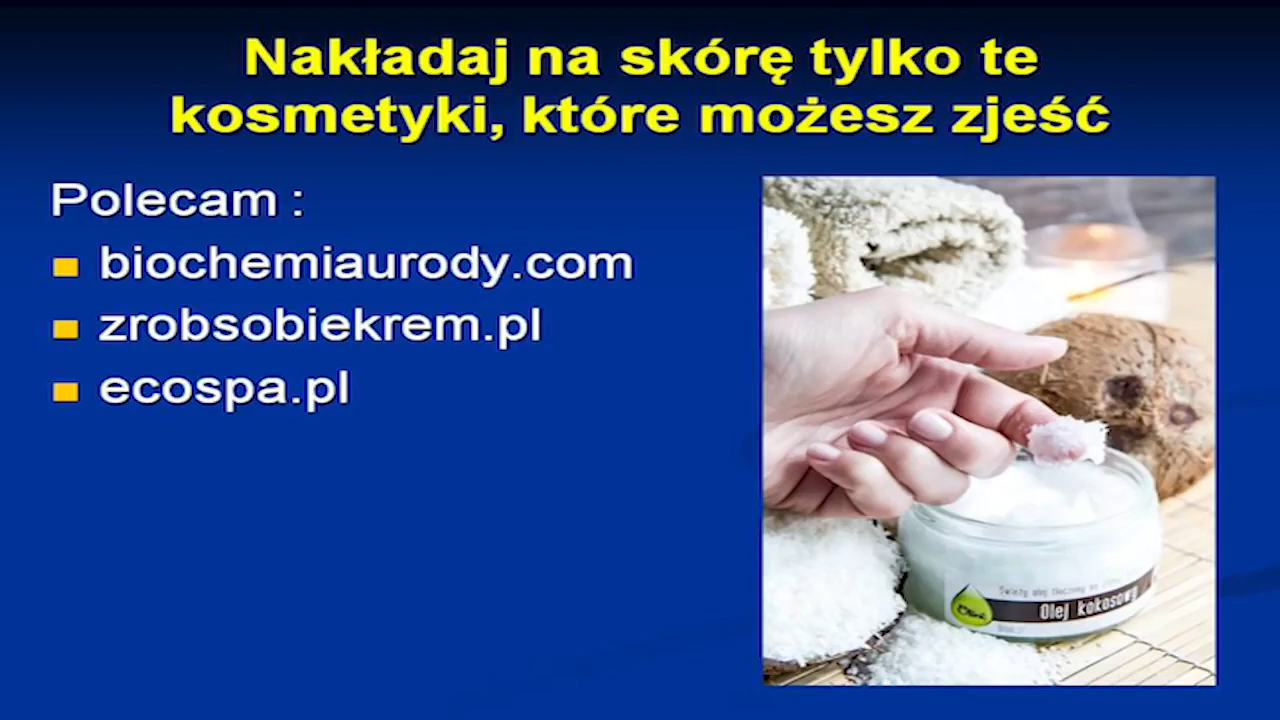 Nakładaj na skórę tylko te
kosmetyki, które możesz zjeść
Polecam :
biochemiaurody.com
zrobsobiekrem.pl
ecospa.pl
Olej kokosowy